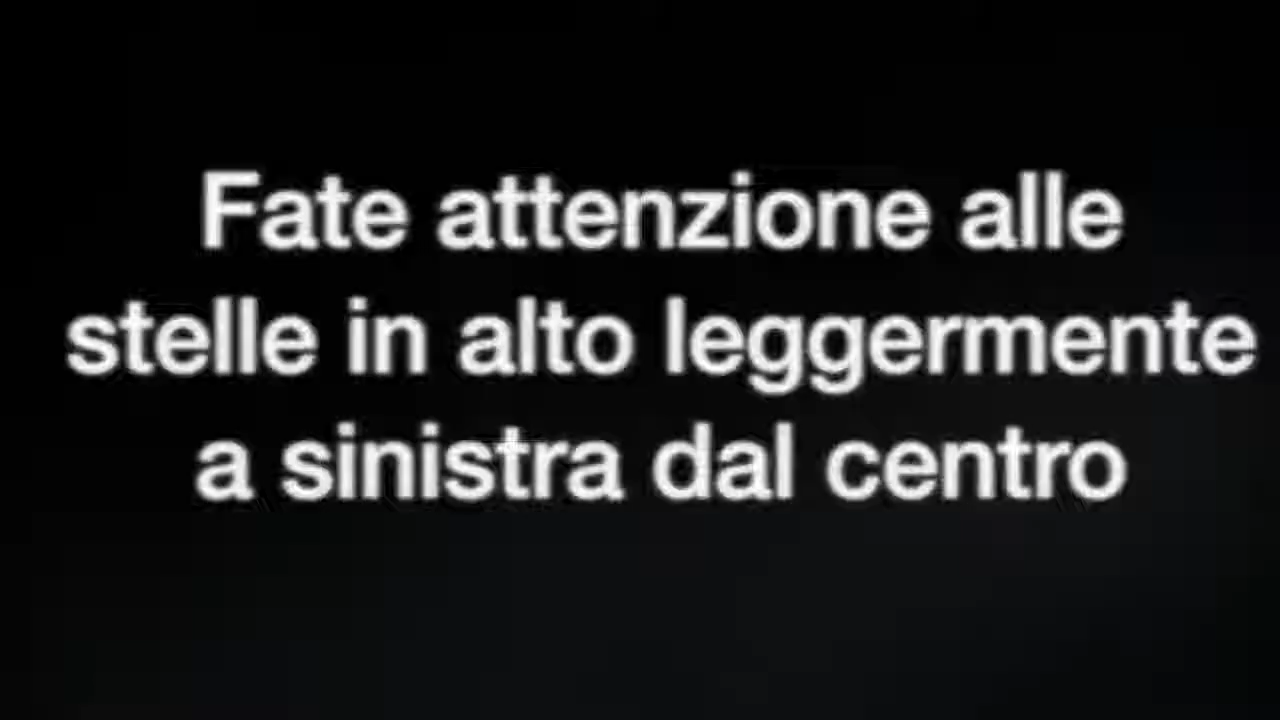 Fate attenzione alle
stelle in alto leggermente
a sinistra dal centro